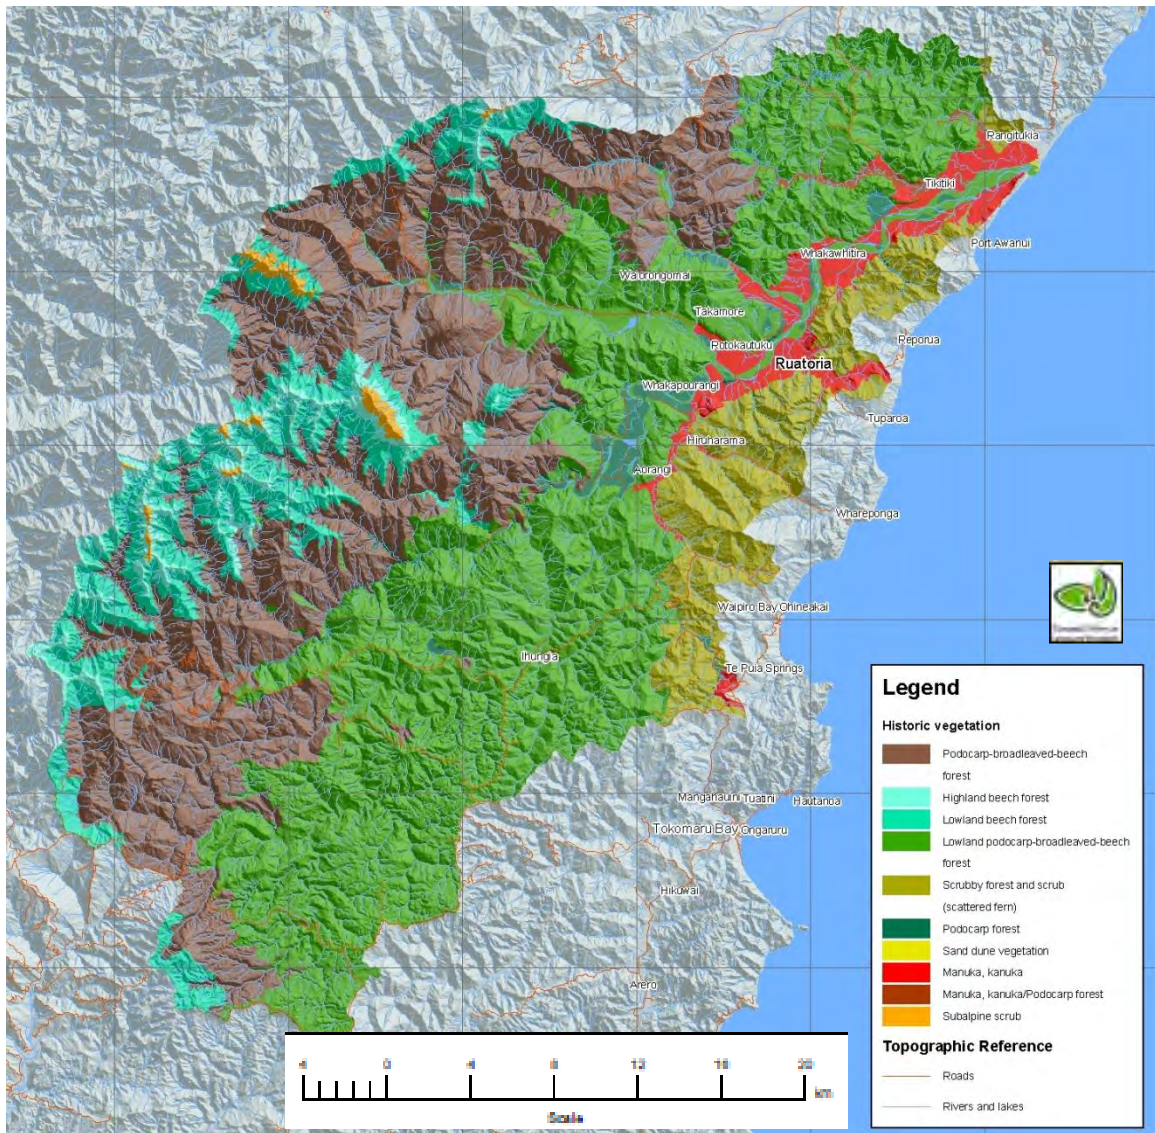 Rangitukia
Tikitiki
Port Awanui
Whakawhitira
Takamore
Reporua
Rotokautuku
Ruatoria
Whakapourangi
Tuparoa
Hiruharama
Aorangi
Whareponga
Waipiro Bay Ohineakai
Ihungia
Te Puia Springs
Mangahauini Tuatini
Hautanoa
Tokomaru Bay Ongaruru
Hikuwai
Arero
Legend
Historic vegetation
Podocarp-broadleaved-beech
forest
Highland beech forest
Lowland beech forest
Lowland podocarp-broadleaved-beech
forest
Scrubby forest and scrub
(scattered fern)
Podocarp forest
Sand dune vegetation
Manuka, kanuka
Manuka, kanuka/Podocarp forest
Subalpine scrub
Topographic Reference
Roads
Rivers and lakes
4 0 4 8 12 16 20
km
Scale